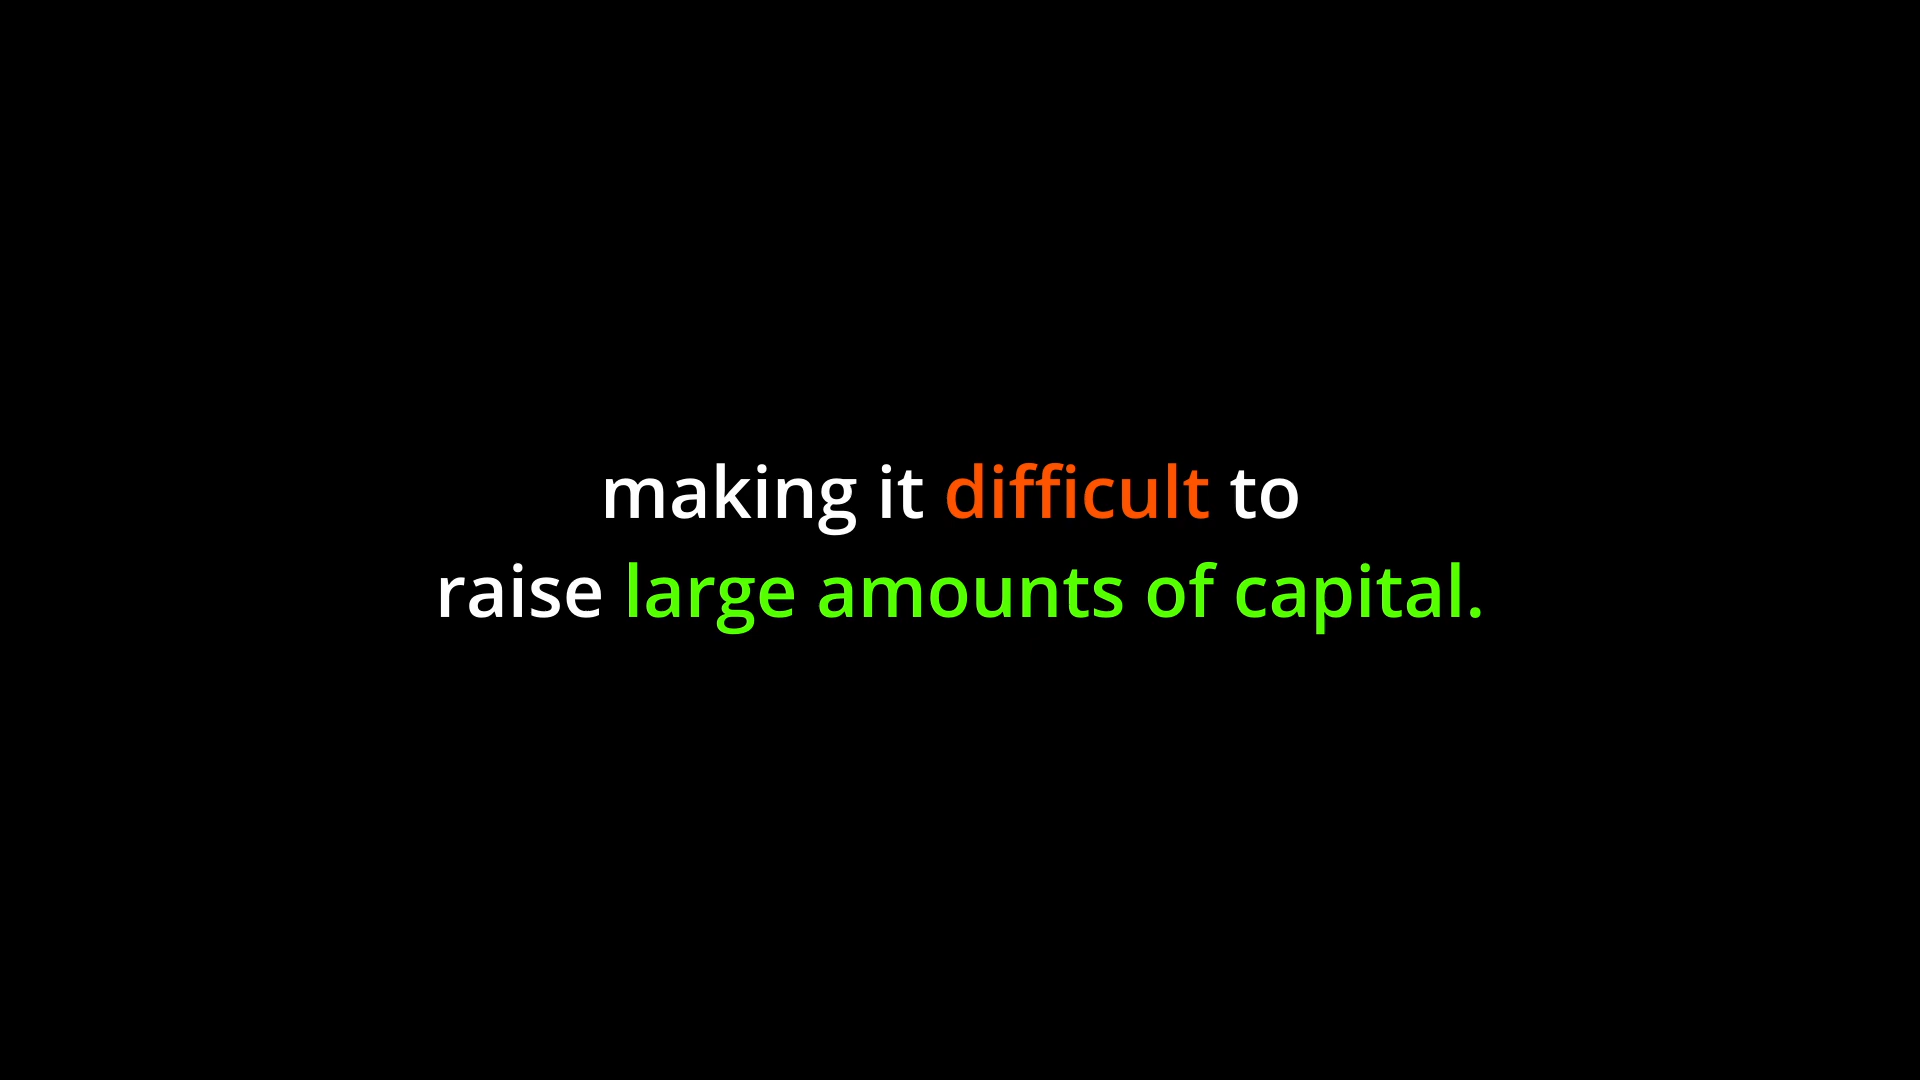 making it difficult to
raise large amounts of capital.